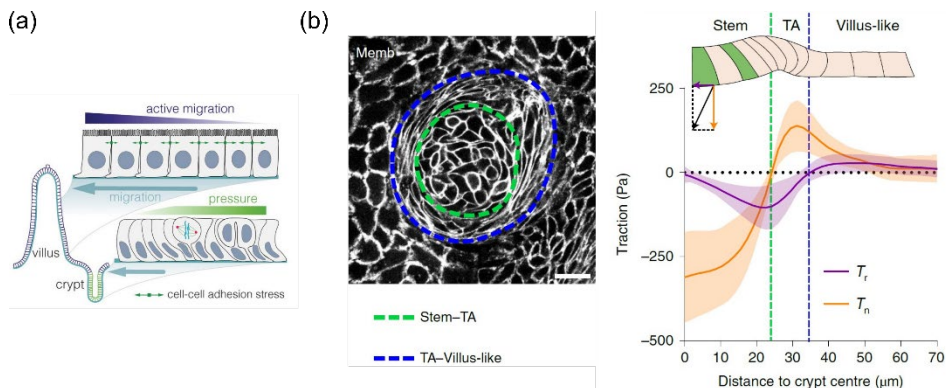 (a)
active migration
migration
pressure
villus
crypt
cell-cell adhesion stress
(b)
Memb
Stem–TA
TA–Villus-like
Stem
TA
Villus-like
250
0
−250
−500
Traction (Pa)
Tr
Tn
0 10 20 30 40 50 60 70
Distance to crypt centre (μm)